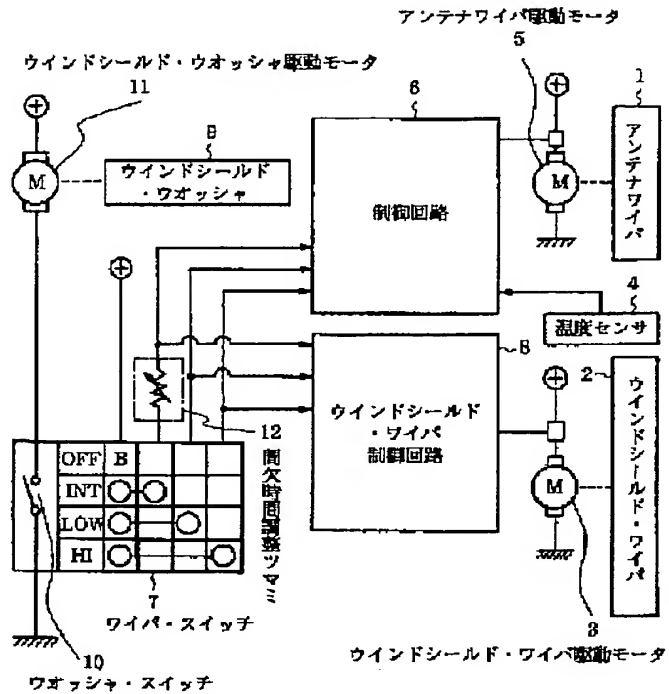 アンテナワイパ駆動モータ
5
1
アンテナワイパ
ウインドシールド・ウオッシャ駆動モータ
11
9
ウインドシールド
・ウオッシャ
6
制御回路
M
M
4
温度センサ
8
ウインドシールド
・ワイパ
制御回路
2
ウインドシールド・ワイパ
M
3
ウインドシールド・ワイパ駆動モータ
12
間欠時間調整ツマミ
OFF B
INT
LOW
HI
7
ワイパ・スイッチ
10
ウオッシャ・スイッチ